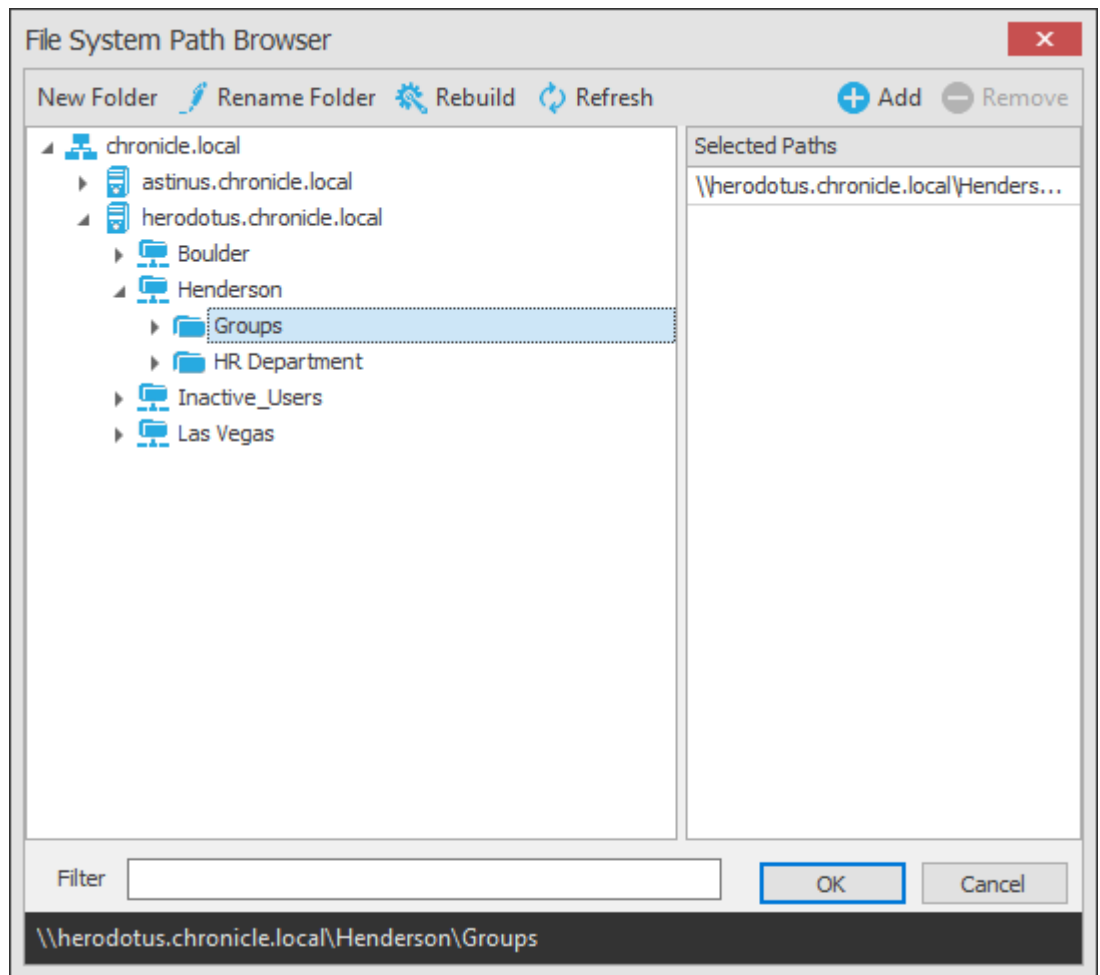 File System Path Browser
New Folder Rename Folder Rebuild Refresh Add Remove
chronicle.local
astinus.chronicle.local
herodotus.chronicle.local
Boulder
Henderson
Groups
HR Department
Inactive_Users
Las Vegas
Selected Paths
\\herodotus.chronicle.local\Henders...
Filter
OK Cancel
\\herodotus.chronicle.local\Henderson\Groups